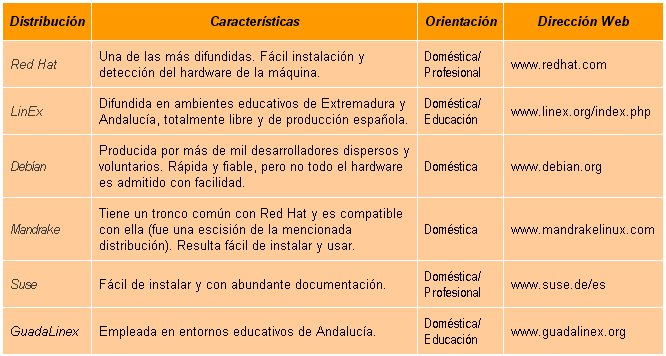 Distribución Características Orientación Dirección Web
Red Hat
Una de las más difundidas. Fácil instalación y
detección del hardware de la máquina.
Doméstica/
Profesional
www.redhat.com
LinEx
Difundida en ambientes educativos de Extremadura y
Andalucía, totalmente libre y de producción española.
Doméstica/
Educación
www.linex.org/index.php
Debían
Producida por más de mil desarrolladores dispersos y
voluntarios. Rápida y fiable, pero no todo el hardware
es admitido con facilidad.
Doméstica
www.debian.org
Mandrake
Tiene un tronco común con Red Hat y es compatible
con ella (fue una escisión de la mencionada
distribución). Resulta fácil de instalar y usar.
Doméstica
www.mandrakelinux.com
Suse
Fácil de instalar y con abundante documentación.
Doméstica/
Profesional
www.suse.de/es
GuadaLinex
Empleada en entornos educativos de Andalucía.
Doméstica/
Educación
www.guadalinex.org